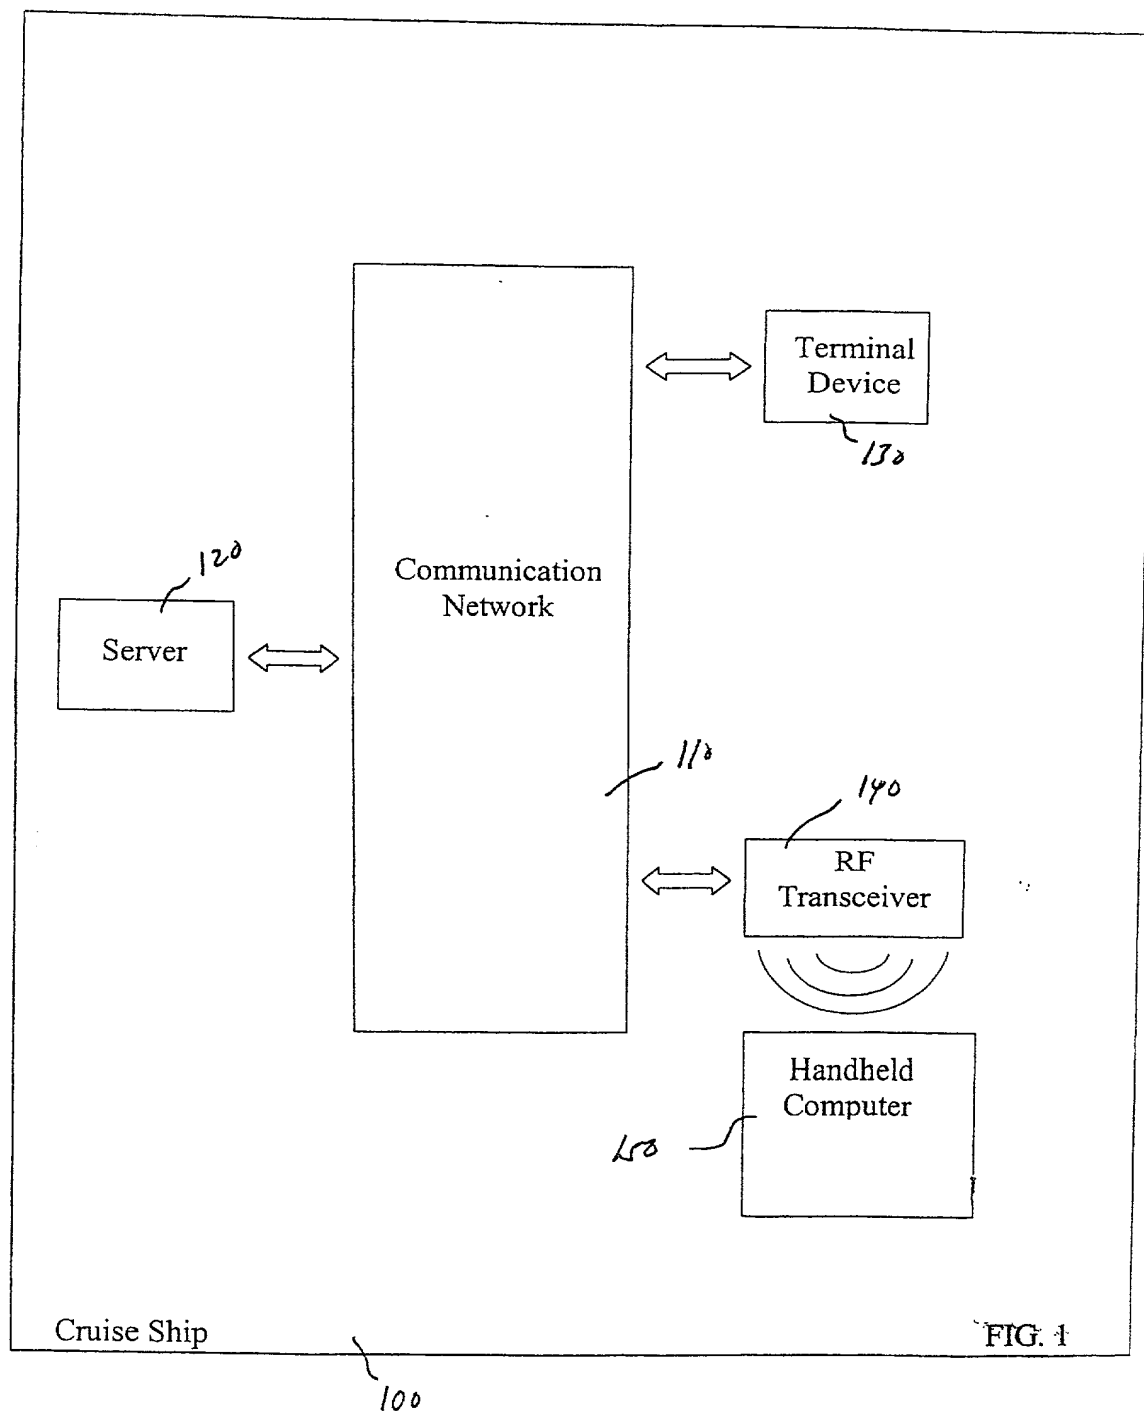 Terminal
Device
130
120
Communication
Network
Server
110
140
RF
Transceiver
Handheld
Computer
150
Cruise Ship
FIG. 1
100